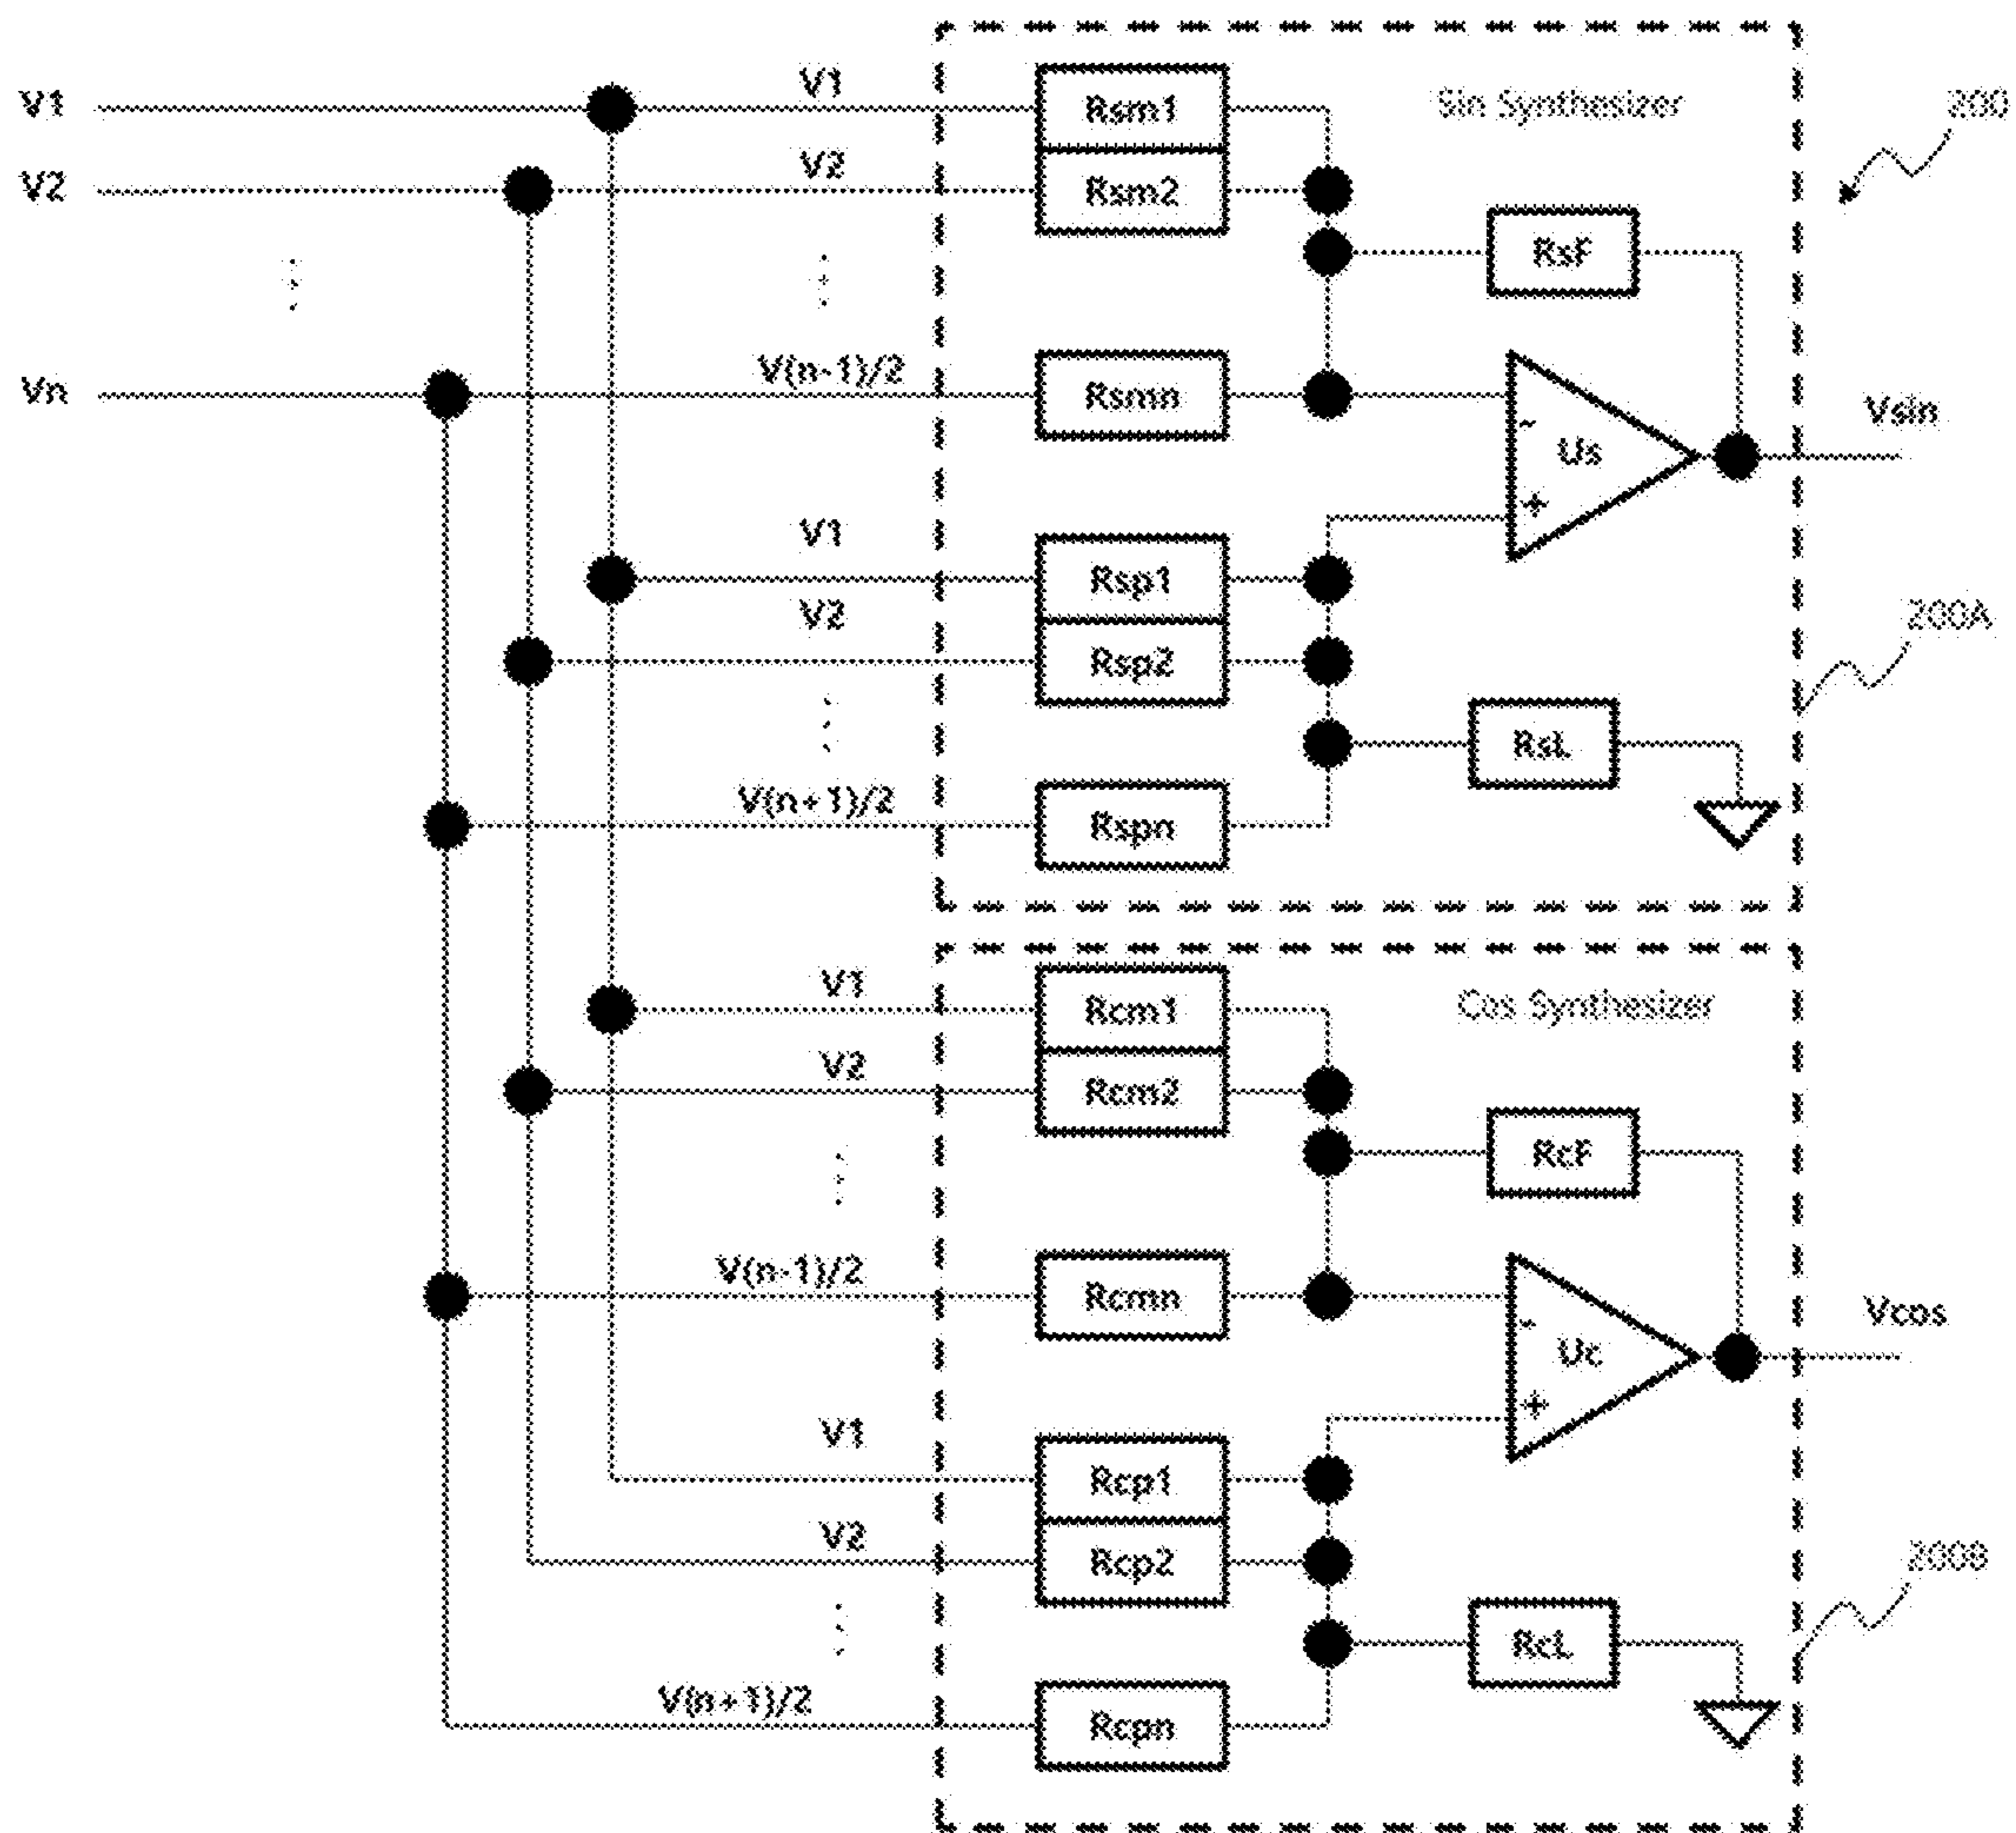 V1
V1
Rsm1
Sin Synthesizer
200
V2
V2
Rsm2
RsF
Vn
V(n-1)/2
Rsmn
-
Us
+
Vsin
V1
Rsp1
V2
Rsp2
200A
RsL
V(n+1)/2
Rspn
V1
Rcm1
Cos Synthesizer
V2
Rcm2
RcF
V(n-1)/2
Rcmn
-
Uc
+
Vcos
V1
Rcp1
V2
Rcp2
200B
RcL
V(n+1)/2
Rcpn